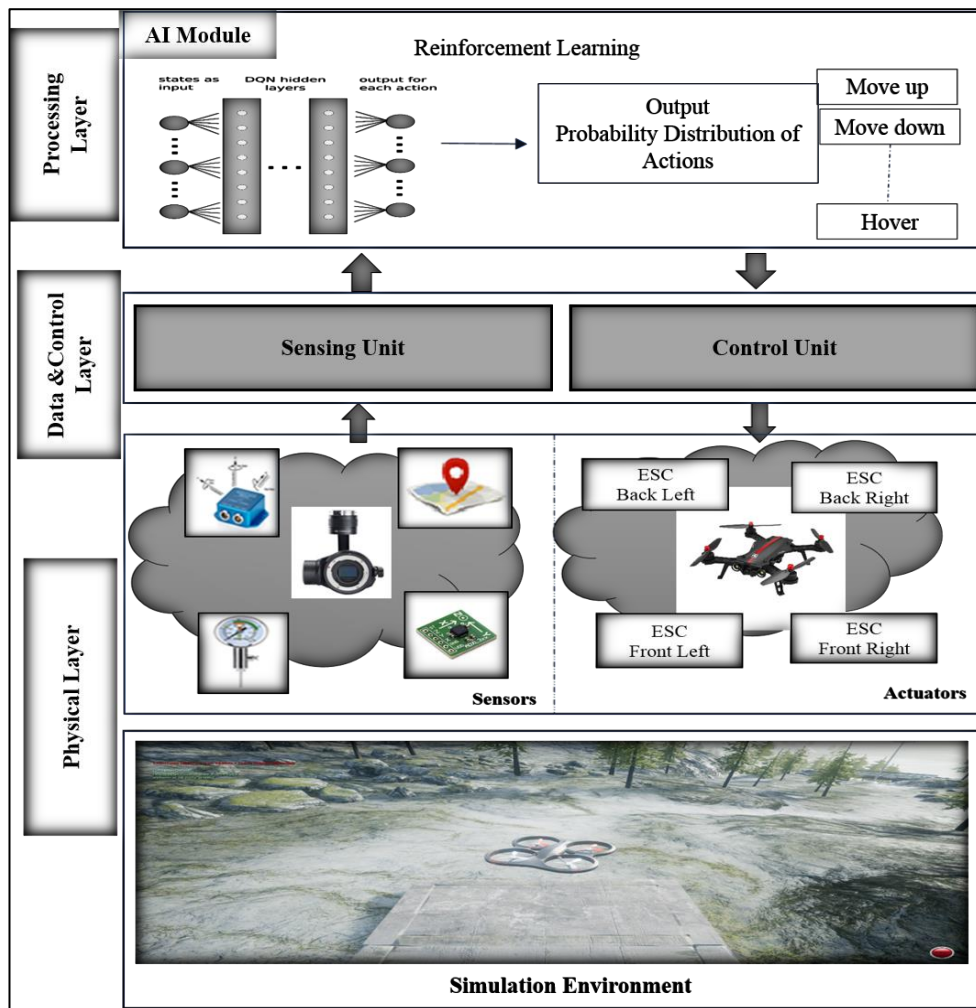 AI Module
Reinforcement Learning
Processing
Layer
states as
input
DQN hidden
layers
output for
each action
Output
Probability Distribution of
Actions
Move up
Move down
Hover
Data &Control
Layer
Sensing Unit
Control Unit
Physical Layer
ESC
Back Left
ESC
Back Right
ESC
Front Left
ESC
Front Right
Sensors
Actuators
Simulation Environment